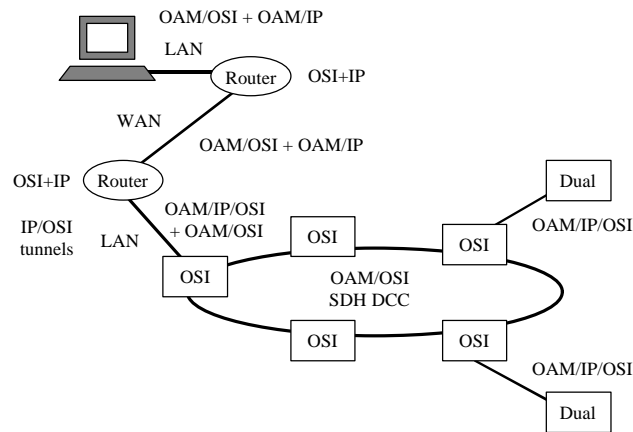 OAM/OSI + OAM/IP
LAN
Router
OSI+IP
WAN
OAM/OSI + OAM/IP
OSI+IP
Router
Dual
IP/OSI
tunnels
LAN
OAM/IP/OSI
+ OAM/OSI
OSI
OSI
OAM/IP/OSI
OSI
OAM/OSI
SDH DCC
OSI
OSI
OAM/IP/OSI
Dual